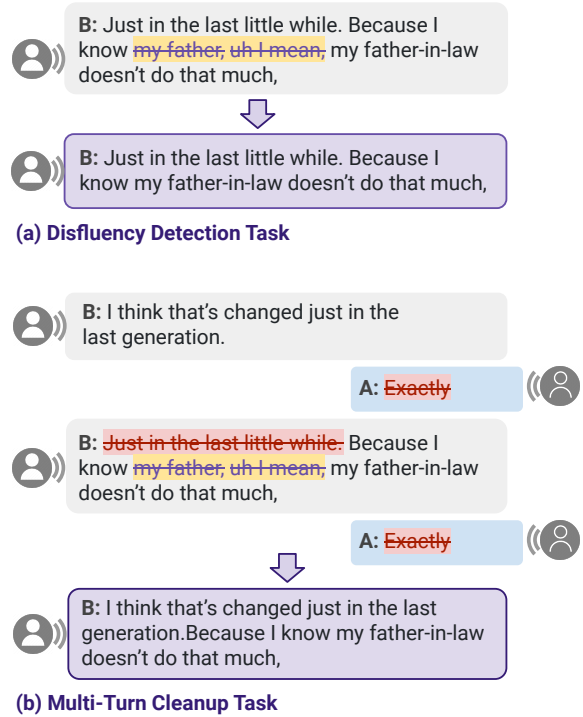 B: Just in the last little while. Because I
know my father, uh I mean, my father-in-law
doesn't do that much,
B: Just in the last little while. Because I
know my father-in-law doesn't do that much,
(a) Disfluency Detection Task
B: I think that's changed just in the
last generation.
A: Exactly
B: Just in the last little while. Because I
know my father, uh I mean, my father-in-law
doesn't do that much,
A: Exactly
B: I think that's changed just in the last
generation.Because I know my father-in-law
doesn't do that much,
(b) Multi-Turn Cleanup Task